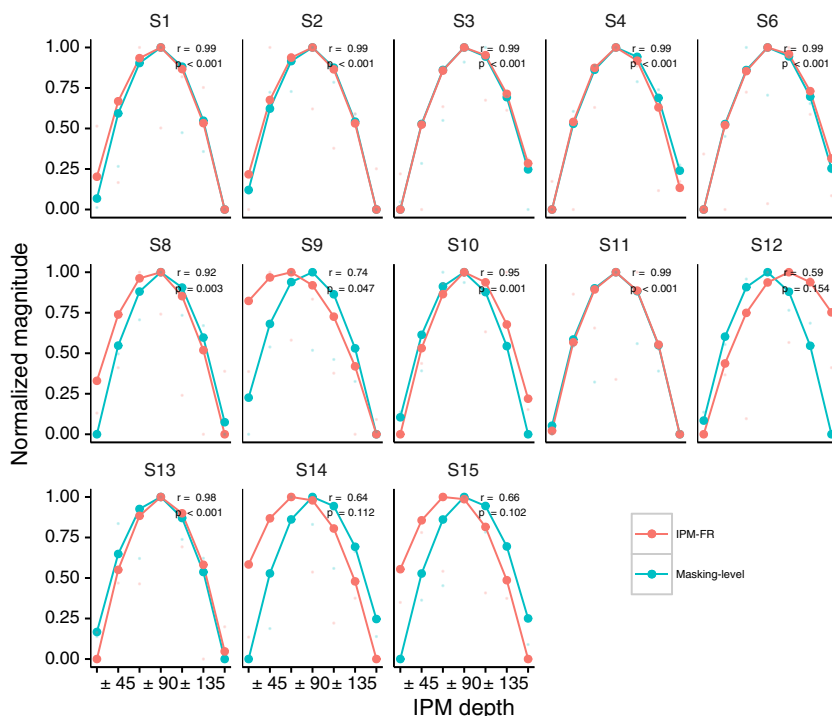 S1 S2 S3 S4 S6
1.00 r = 0.99 r = 0.99 r = 0.99 r = 0.99 r = 0.99
p < 0.001 p < 0.001 p < 0.001 p < 0.001 p < 0.001
0.75
0.50
0.25
0.00
S8 S9 S10 S11 S12
1.00 r = 0.92 r = 0.74 r = 0.95 r = 0.99 r = 0.59
p = 0.003 p = 0.047 p = 0.001 p < 0.001 p = 0.154
0.75
0.50
0.25
0.00
Normalized magnitude
S13 S14 S15
1.00 r = 0.98 r = 0.64 r = 0.66
p < 0.001 p = 0.112 p = 0.102
0.75
0.50
0.25
0.00
IPM-FR
Masking-level
± 45 ± 90 ± 135 ± 45 ± 90 ± 135 ± 45 ± 90 ± 135
IPM depth